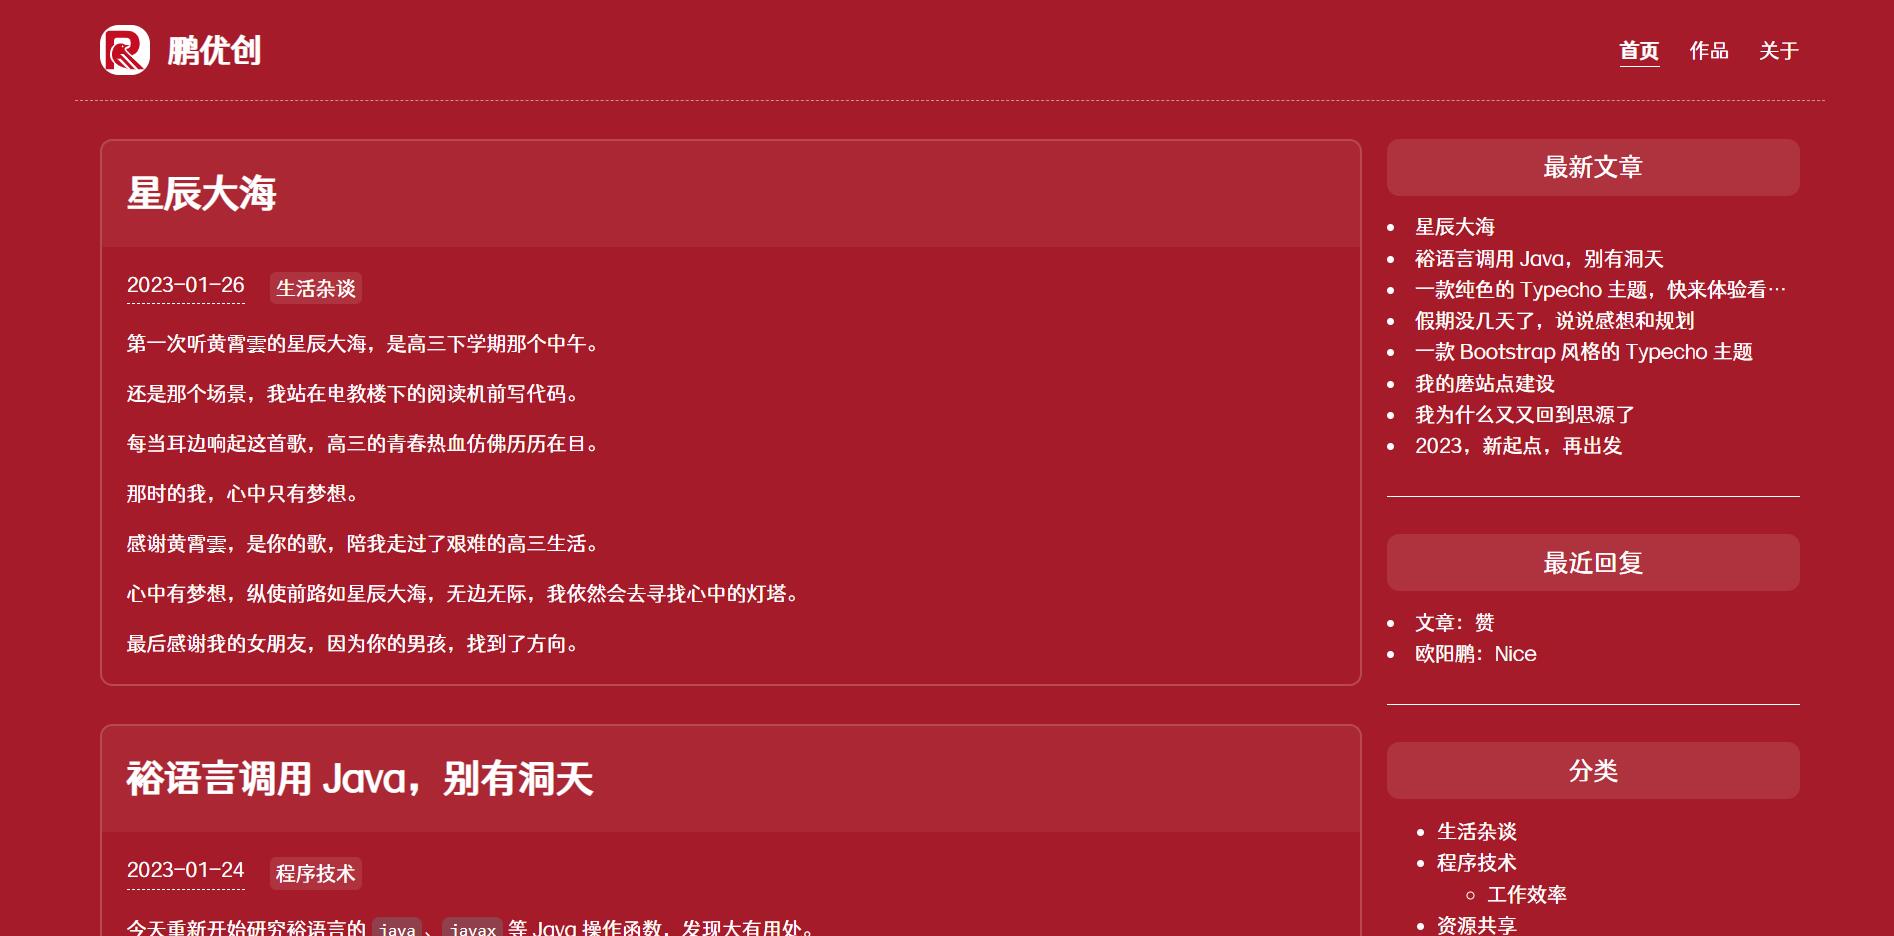 鹏优创
首页 作品 关于
星辰大海
2023-01-26 生活杂谈
第一次听黄霄雲的星辰大海，是高三下学期那个中午。
还是那个场景，我站在电教楼下的阅读机前写代码。
每当耳边响起这首歌，高三的青春热血仿佛历历在目。
那时的我，心中只有梦想。
感谢黄霄雲，是你的歌，陪我走过了艰难的高三生活。
心中有梦想，纵使前路如星辰大海，无边无际，我依然会去寻找心中的灯塔。
最后感谢我的女朋友，因为你的男孩，找到了方向。
裕语言调用 Java，别有洞天
2023-01-24 程序技术
今天重新开始研究裕语言的 java 、 javax 等 Java 操作函数，发现大有用处。
最新文章
星辰大海
裕语言调用 Java，别有洞天
一款纯色的 Typecho 主题，快来体验看…
假期没几天了，说说感想和规划
一款 Bootstrap 风格的 Typecho 主题
我的磨站点建设
我为什么又又回到思源了
2023，新起点，再出发
最近回复
文章：赞
欧阳鹏：Nice
分类
生活杂谈
程序技术
工作效率
资源共享